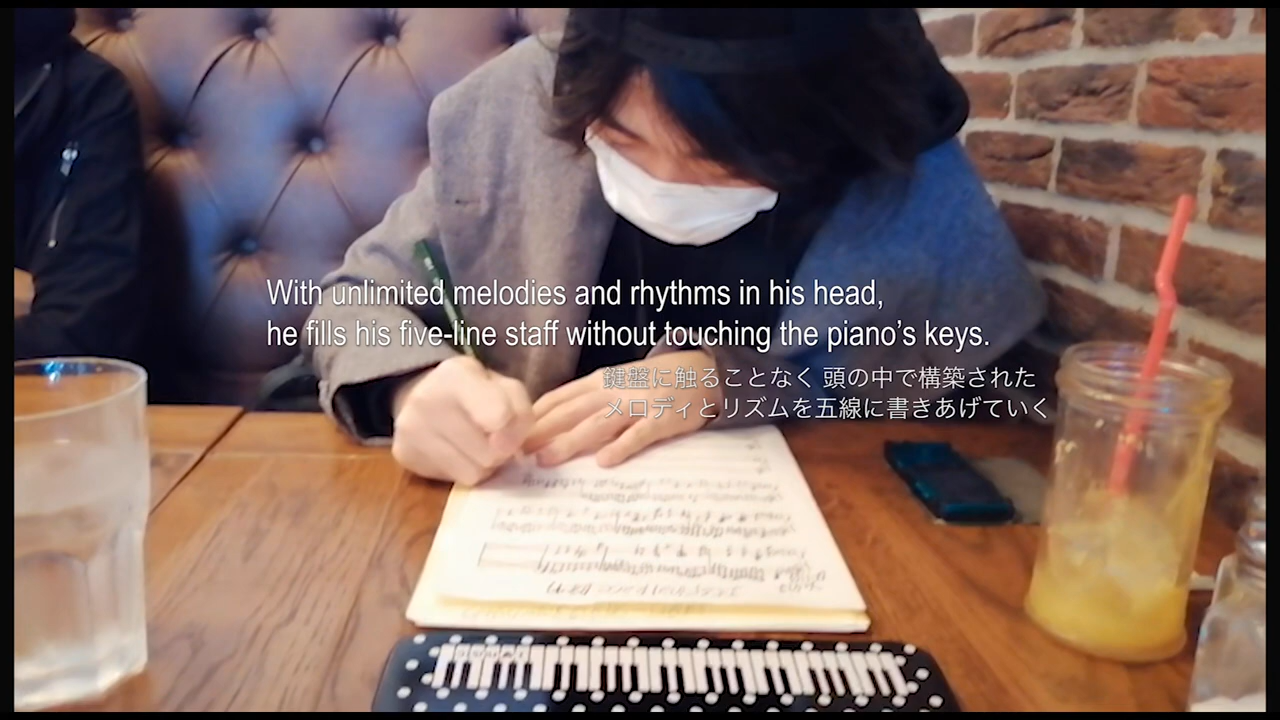 With unlimited melodies and rhythms in his head,
he fills his five-line staff without touching the piano’s keys.
鍵盤に触ることなく 頭の中で構築された
メロディとリズムを五線に書きあげていく